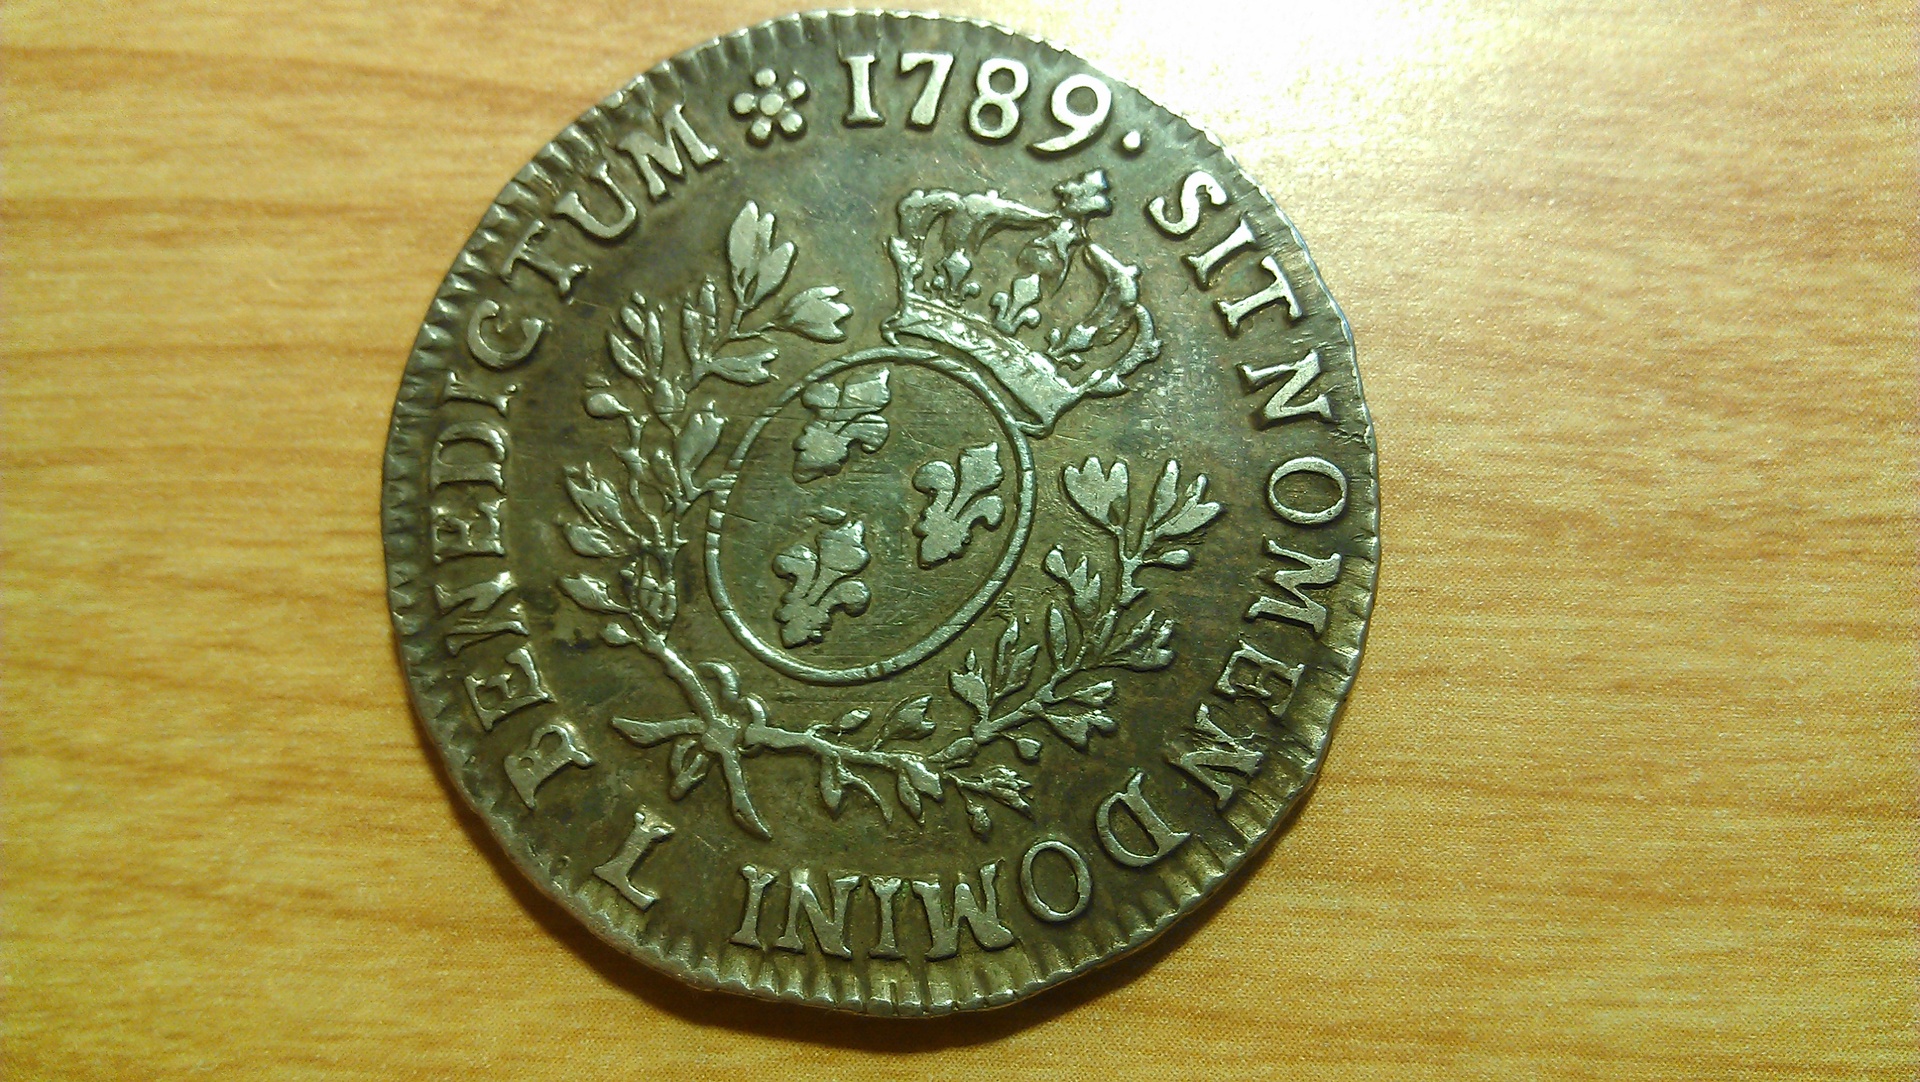 SIT NOMEN DOMINI L BENEDICTUM 1789.